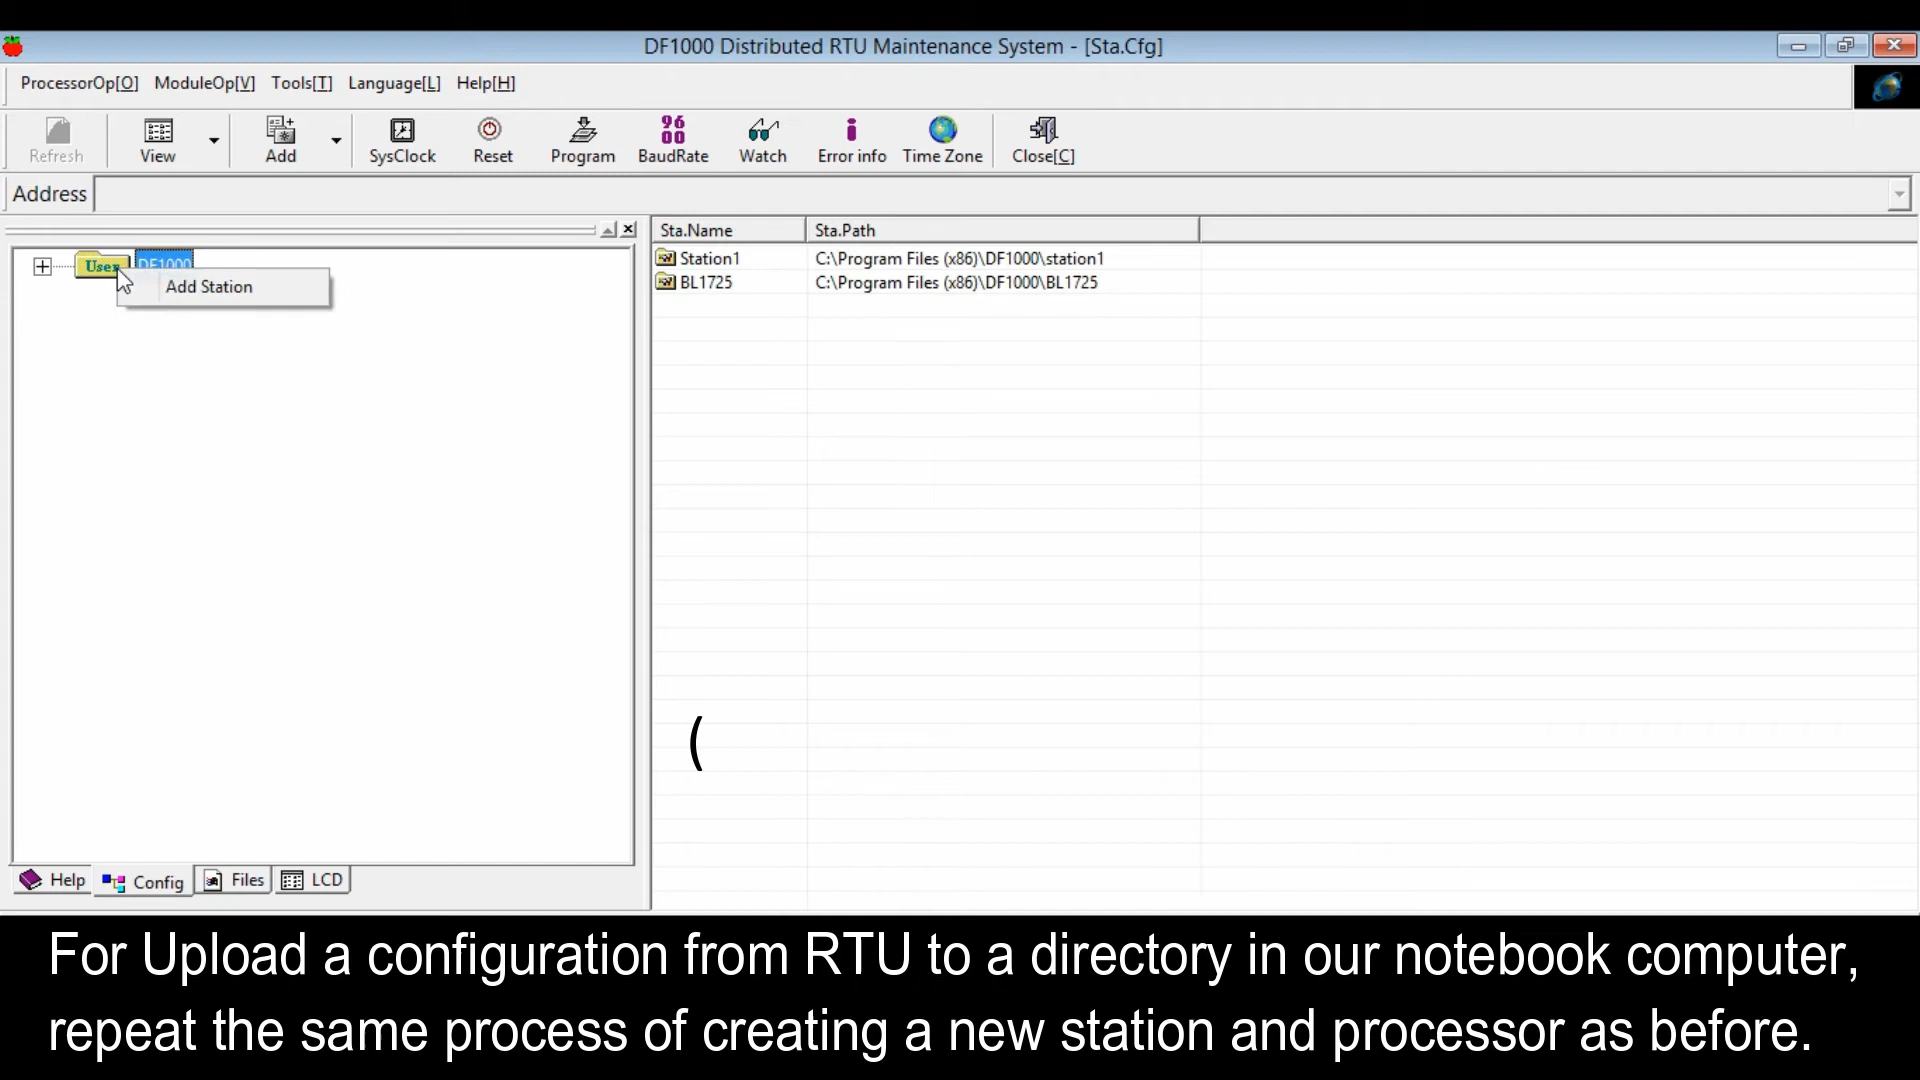 DF1000 Distributed RTU Maintenance System - [Sta.Cfg]
ProcessorOp[O] ModuleOp[V] Tools[T] Language[L] Help[H]
96
00
Refresh View Add SysClock Reset Program BaudRate Watch Error info Time Zone Close[C]
Address
Sta.Name Sta.Path
User DF1000
Station1 C:\Program Files (x86)\DF1000\station1
Add Station
BL1725 C:\Program Files (x86)\DF1000\BL1725
(
Help Config Files LCD
For Upload a configuration from RTU to a directory in our notebook computer,
repeat the same process of creating a new station and processor as before.